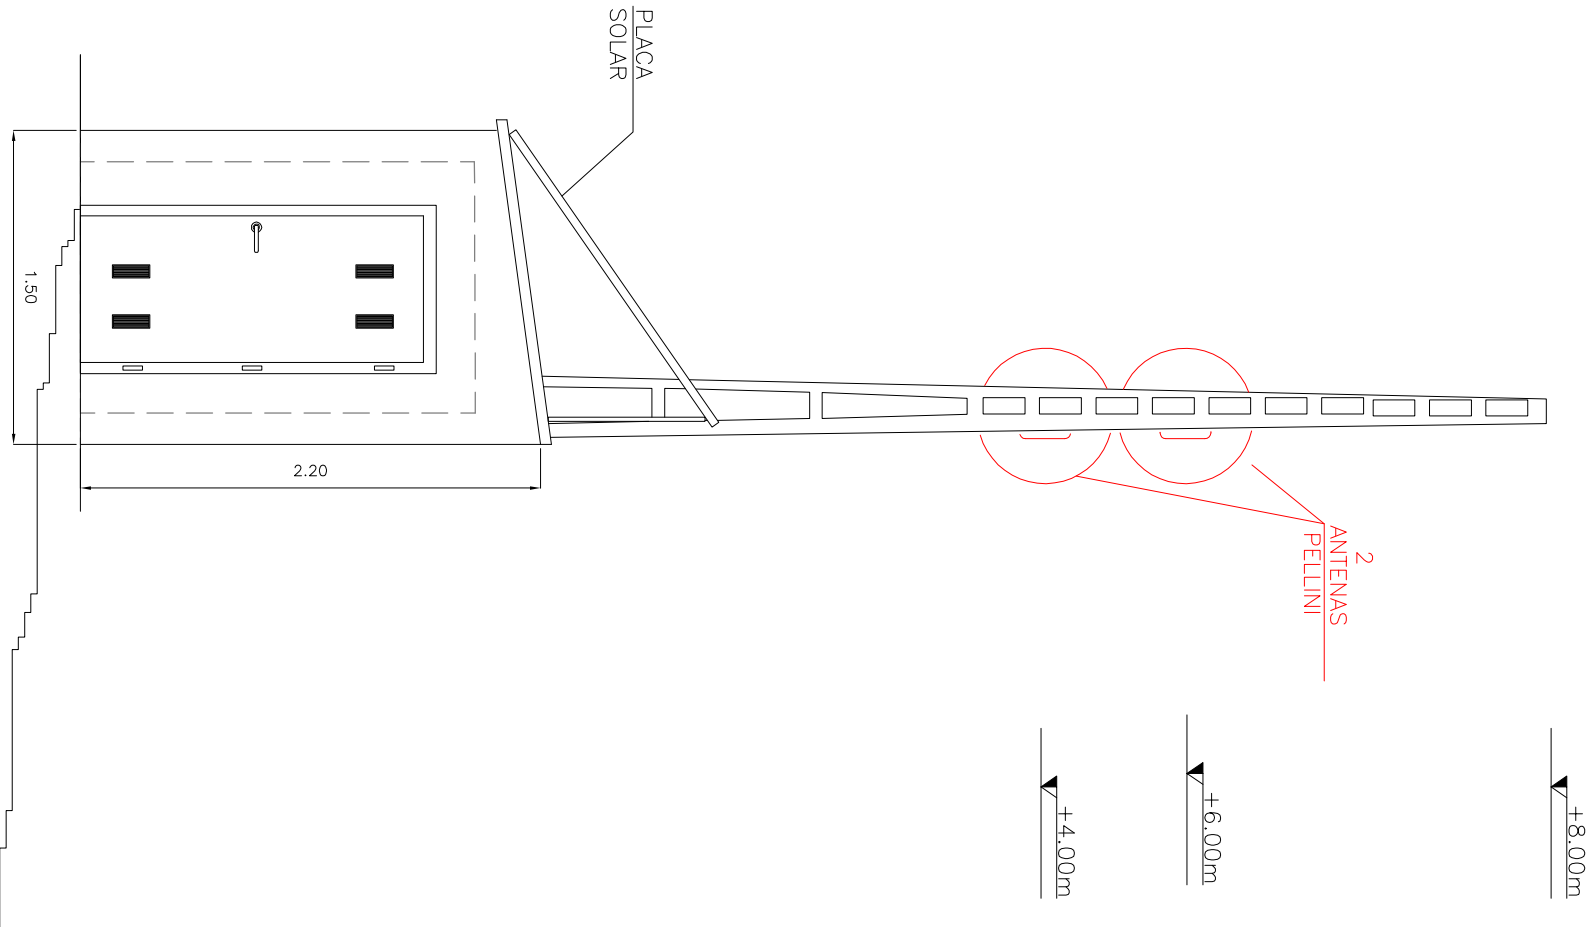 PLACA
SOLAR
1.50
2.20
2
ANTENAS
PELLINI
+4.00m
+6.00m
+8.00m